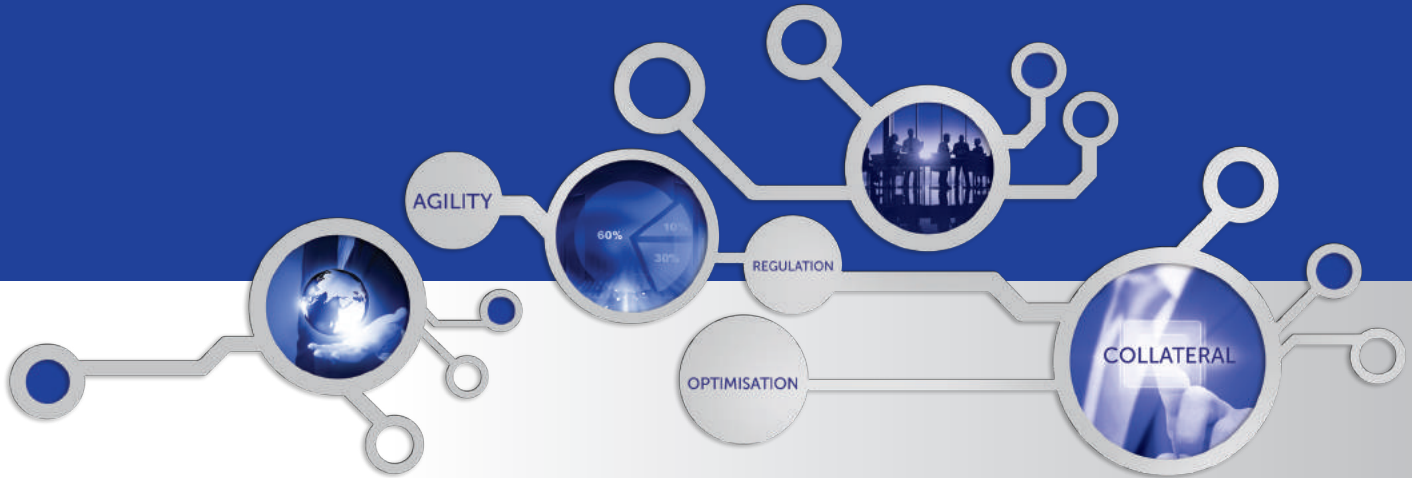 AGILITY
60%
10%
30%
REGULATION
COLLATERAL
OPTIMISATION